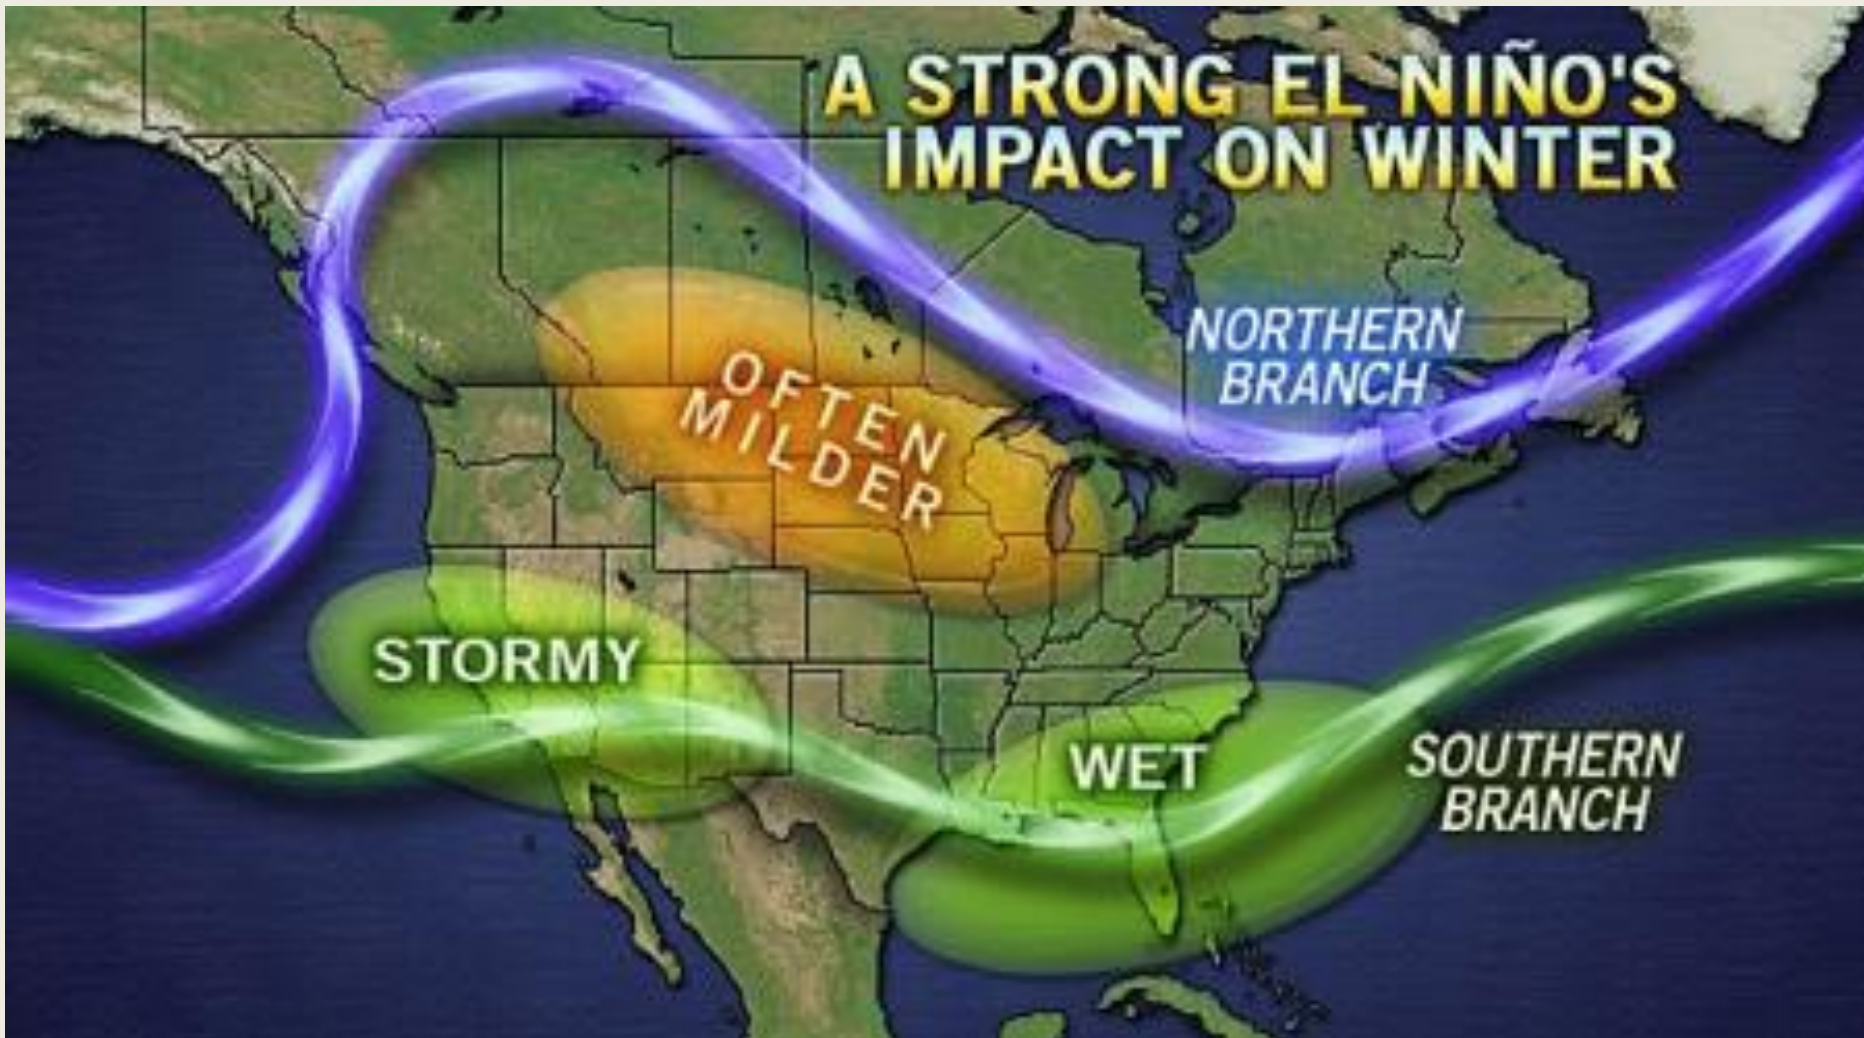 A STRONG EL NIÑO'S
IMPACT ON WINTER
NORTHERN
BRANCH
OFTEN
MILDER
STORMY
WET
SOUTHERN
BRANCH